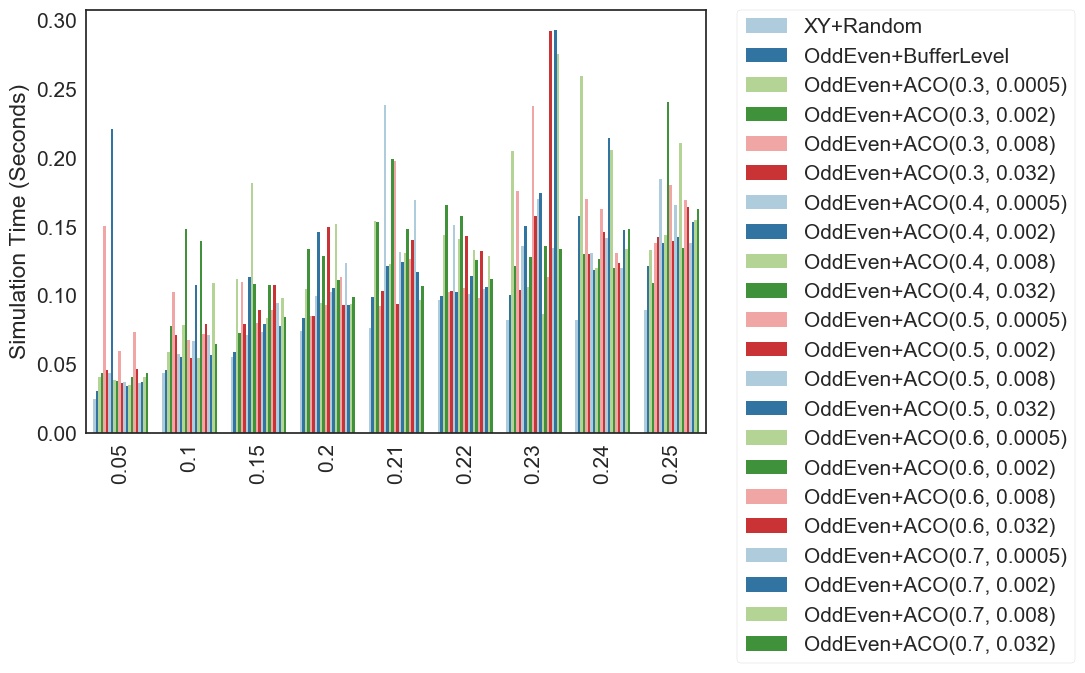 Simulation Time (Seconds)
0.30
0.25
0.20
0.15
0.10
0.05
0.00
0.05
0.1
0.15
0.2
0.21
0.22
0.23
0.24
0.25
XY+Random
OddEven+BufferLevel
OddEven+ACO(0.3, 0.0005)
OddEven+ACO(0.3, 0.002)
OddEven+ACO(0.3, 0.008)
OddEven+ACO(0.3, 0.032)
OddEven+ACO(0.4, 0.0005)
OddEven+ACO(0.4, 0.002)
OddEven+ACO(0.4, 0.008)
OddEven+ACO(0.4, 0.032)
OddEven+ACO(0.5, 0.0005)
OddEven+ACO(0.5, 0.002)
OddEven+ACO(0.5, 0.008)
OddEven+ACO(0.5, 0.032)
OddEven+ACO(0.6, 0.0005)
OddEven+ACO(0.6, 0.002)
OddEven+ACO(0.6, 0.008)
OddEven+ACO(0.6, 0.032)
OddEven+ACO(0.7, 0.0005)
OddEven+ACO(0.7, 0.002)
OddEven+ACO(0.7, 0.008)
OddEven+ACO(0.7, 0.032)